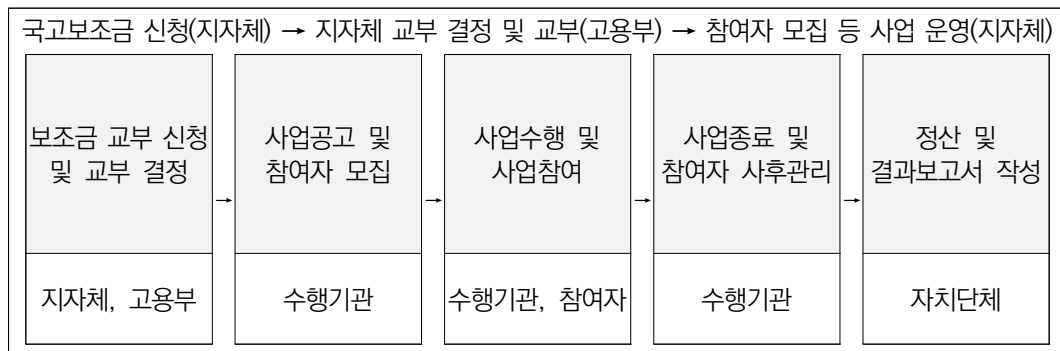 국고보조금 신청(지자체) → 지자체 교부 결정 및 교부(고용부) → 참여자 모집 등 사업 운영(지자체)
보조금 교부 신청
및 교부 결정
→
사업공고 및
참여자 모집
→
사업수행 및
사업참여
→
사업종료 및
참여자 사후관리
→
정산 및
결과보고서 작성
지자체, 고용부
수행기관
수행기관, 참여자
수행기관
자치단체